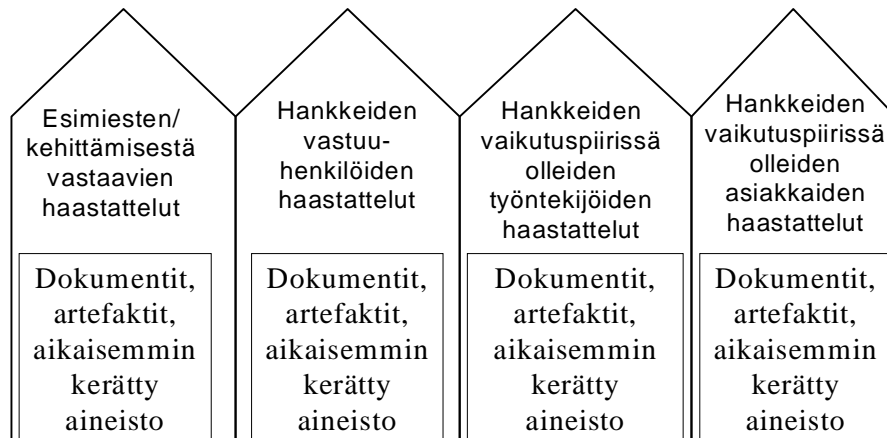 Esimiesten/
kehittämisestä
vastaavien
haastattelut
Hankkeiden
vastuu-
henkilöiden
haastattelut
Hankkeiden
vaikutuspiirissä
olleiden
työntekijöiden
haastattelut
Hankkeiden
vaikutuspiirissä
olleiden
asiakkaiden
haastattelut
Dokumentit,
artefaktit,
aikaisemmin
kerätty
aineisto
Dokumentit,
artefaktit,
aikaisemmin
kerätty
aineisto
Dokumentit,
artefaktit,
aikaisemmin
kerätty
aineisto
Dokumentit,
artefaktit,
aikaisemmin
kerätty
aineisto